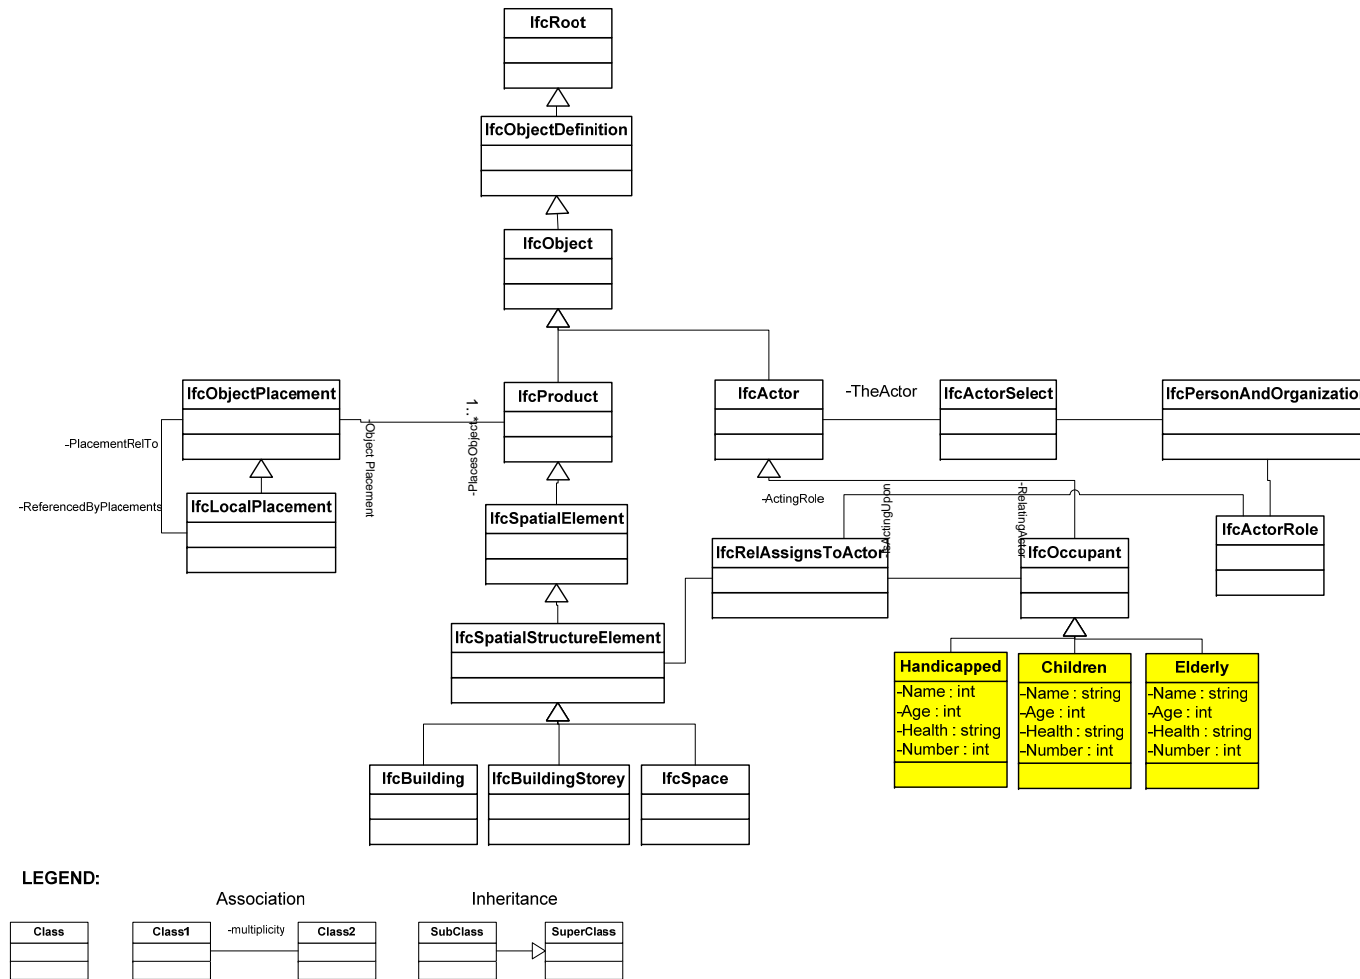 IfcRoot
IfcObjectDefinition
IfcObject
IfcObjectPlacement
IfcProduct
IfcActor
-TheActor
IfcActorSelect
IfcPersonAndOrganization
-PlacementRelTo
-Object Placement
1..*
-PlacesObject
-ReferencedByPlacements
IfcLocalPlacement
IfcSpatialElement
-ActingRole
-IsActingUpon
-RelatingActor
IfcRelAssignsToActor
IfcOccupant
IfcActorRole
IfcSpatialStructureElement
Handicapped
-Name : int
-Age : int
-Health : string
-Number : int
Children
-Name : string
-Age : int
-Health : string
-Number : int
Elderly
-Name : string
-Age : int
-Health : string
-Number : int
IfcBuilding
IfcBuildingStorey
IfcSpace
LEGEND:
Association
Inheritance
Class
Class1
-multiplicity
Class2
SubClass
SuperClass